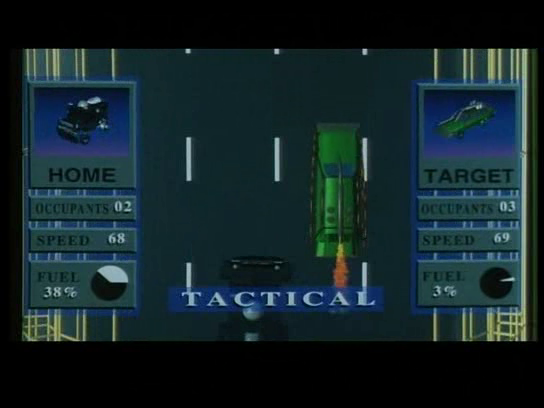 HOME
OCCUPANTS 02
SPEED 68
FUEL
38%
TARGET
OCCUPANTS 03
SPEED 69
FUEL
3%
TACTICAL